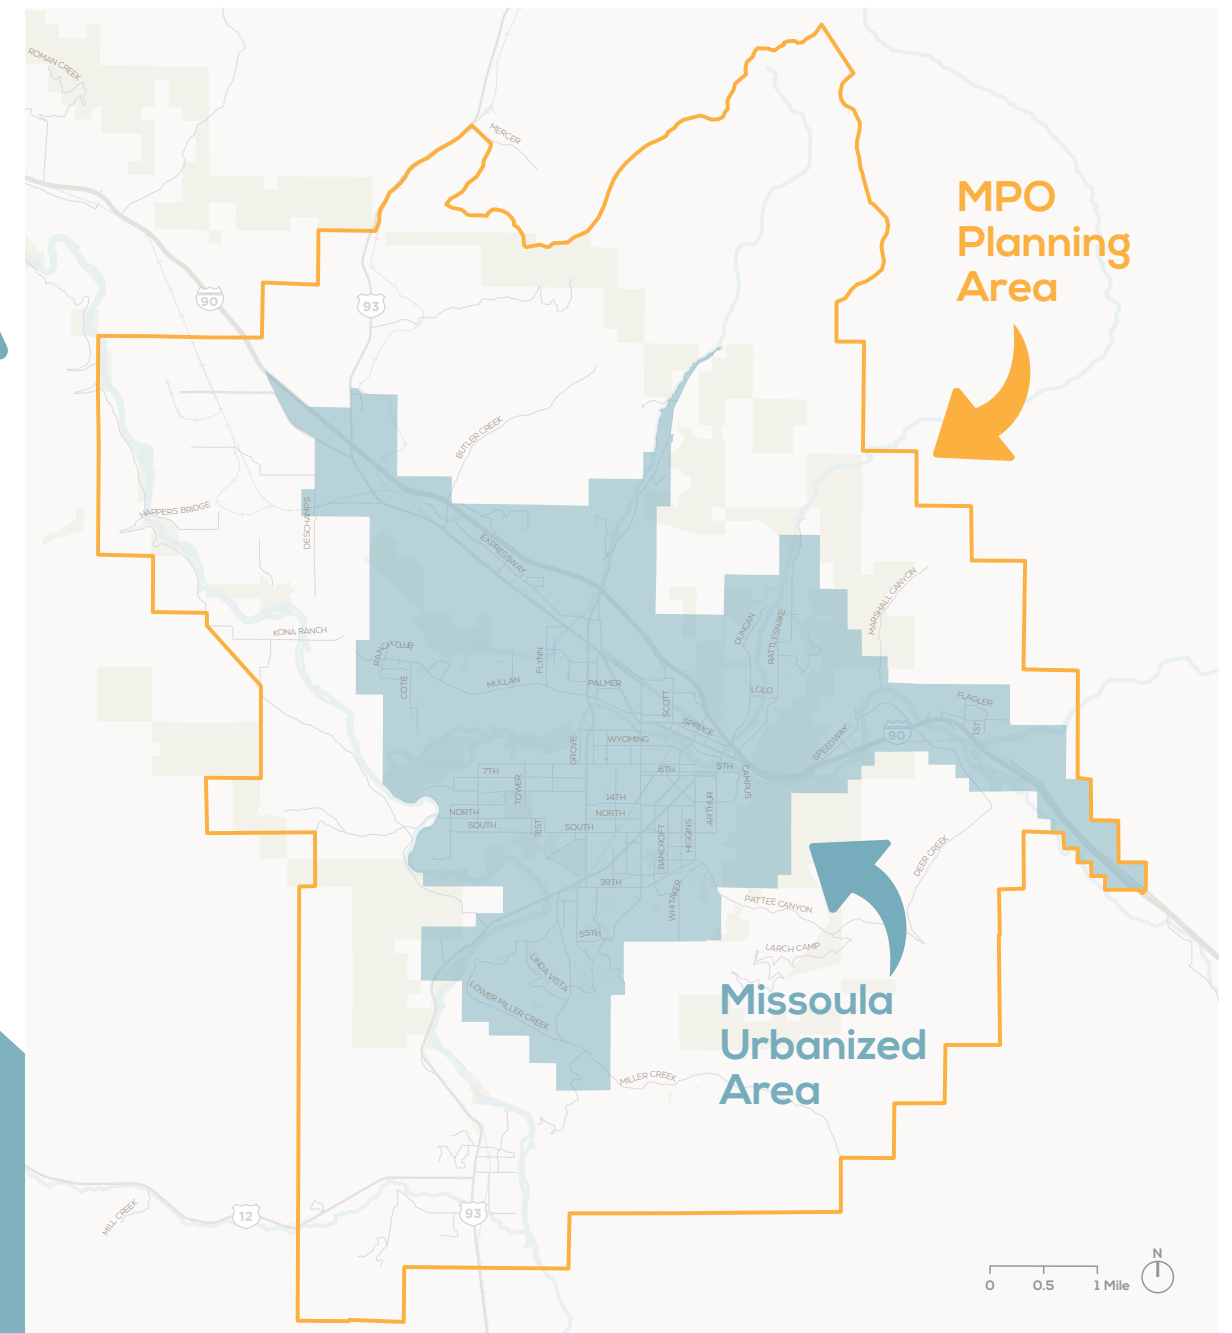 ROMAN CREEK
MERCER
MPO
Planning
Area
90
93
BUTLER CREEK
HARPERS BRIDGE
DESCHAMPS
EXPRESSWAY
MARSHALL CANYON
KONA RANCH
RANCH CLUB
COTE
MULLAN
FLYNN
PALMER
SCOTT
SPRUCE
DUNCAN
RATTLESNAKE
LOLO
FLAGLER
1ST
90
SPEEDWAY
GROVE
WYOMING
7TH
TOWER
6TH
5TH
CAMPUS
14TH
NORTH
NORTH
SOUTH
31ST
SOUTH
BANCROFT
HIGGINS
ARTHUR
DEER CREEK
39TH
WHITAKER
PATTEE CANYON
55TH
LARCH CAMP
LINDA VISTA
LOWER MILLER CREEK
Missoula
Urbanized
Area
MILLER CREEK
MILL CREEK
12
93
N
0 0.5 1 Mile